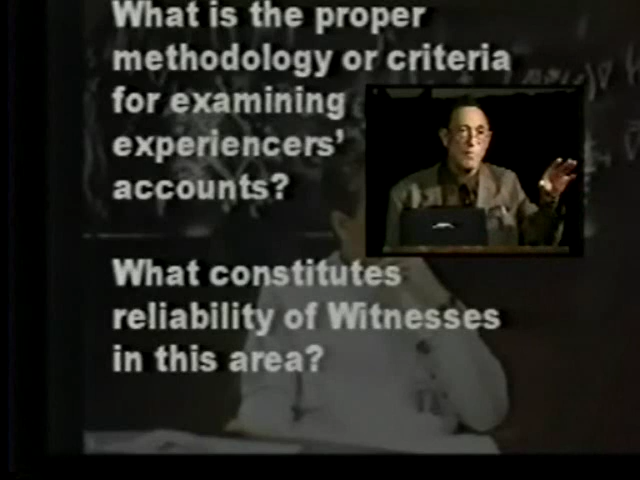 What is the proper
methodology or criteria
for examining
experiencers'
accounts?
What constitutes
reliability of Witnesses
in this area?